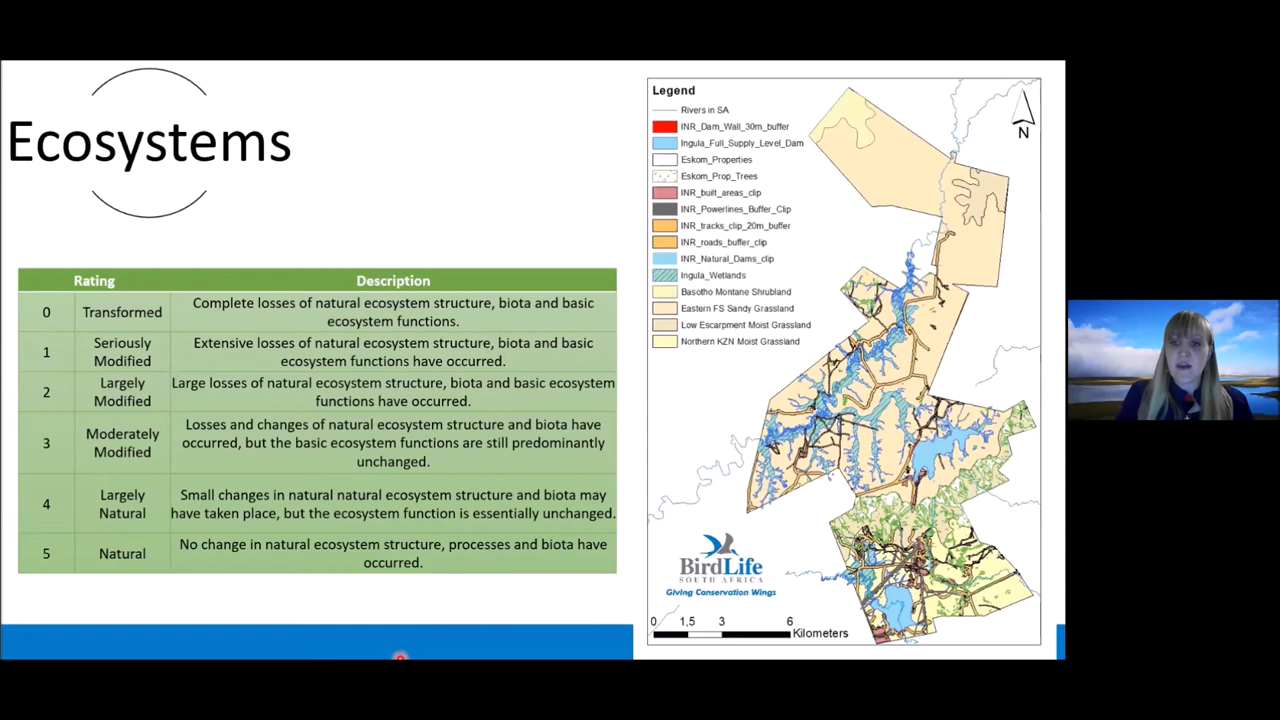 Ecosystems
Rating Description
0 Transformed Complete losses of natural ecosystem structure, biota and basic
ecosystem functions.
1 Seriously
Modified Extensive losses of natural ecosystem structure, biota and basic
ecosystem functions have occurred.
2 Largely
Modified Large losses of natural ecosystem structure, biota and basic ecosystem
functions have occurred.
3 Moderately
Modified Losses and changes of natural ecosystem structure and biota have
occurred, but the basic ecosystem functions are still predominantly
unchanged.
4 Largely
Natural Small changes in natural natural ecosystem structure and biota may
have taken place, but the ecosystem function is essentially unchanged.
5 Natural No change in natural ecosystem structure, processes and biota have
occurred.
Legend
Rivers in SA
INR_Dam_Wall_30m_buffer
Ingula_Full_Supply_Level_Dam
Eskom_Properties
Eskom_Prop_Trees
INR_built_areas_clip
INR_Powerlines_Buffer_Clip
INR_tracks_clip_20m_buffer
INR_roads_buffer_clip
INR_Natural_Dams_clip
Ingula_Wetlands
Basotho Montane Shrubland
Eastern FS Sandy Grassland
Low Escarpment Moist Grassland
Northern KZN Moist Grassland
N
BirdLife
SOUTH AFRICA
Giving Conservation Wings
0 1,5 3 6
Kilometers